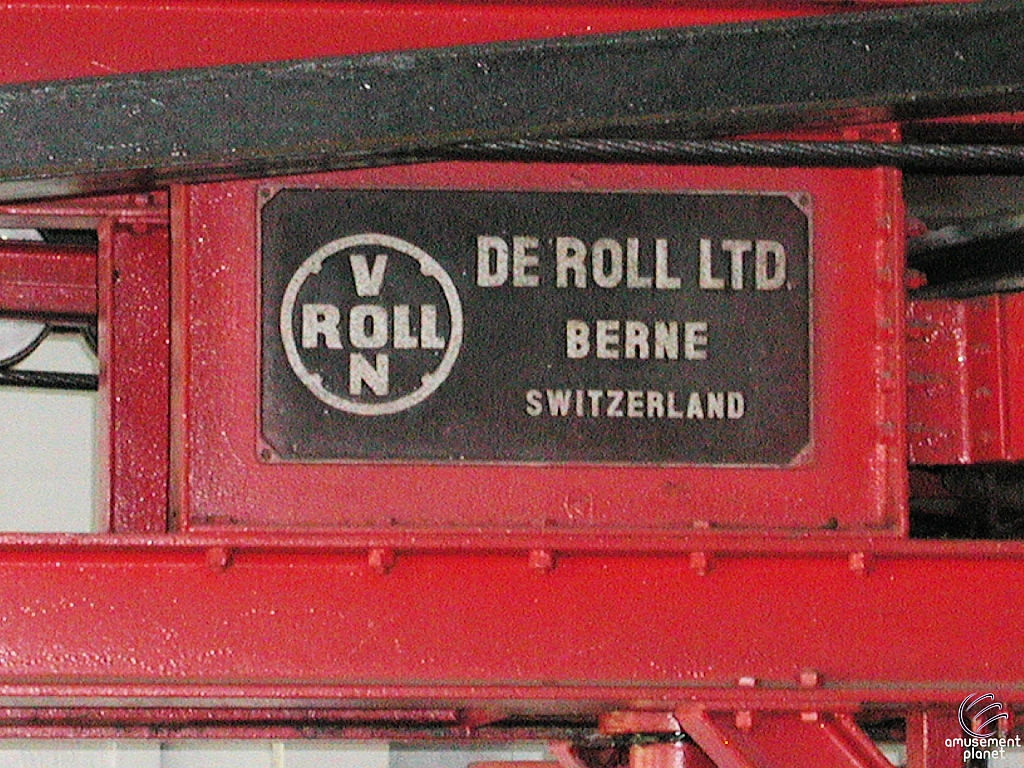 V
ROLL
N
DE ROLL LTD.
BERNE
SWITZERLAND
amusement
planet